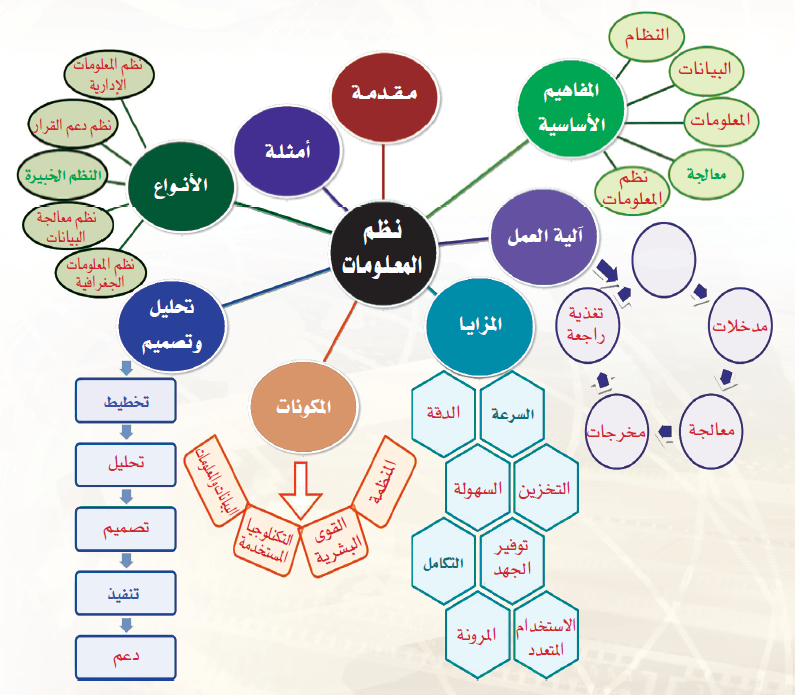 نظم
المعلومات
مقدمة
المفاهيم
الأساسية
النظام
البيانات
المعلومات
معالجة
نظم
المعلومات
آلية العمل
مدخلات
معالجة
مخرجات
تغذية
راجعة
المزايا
السرعة
الدقة
التخزين
السهولة
توفير
الجهد
التكامل
الاستخدام
المتعدد
المرونة
المكونات
المنظمة
القوى
البشرية
التكنلوجيا
المستخدمة
البيانات والمعلومات
تحليل
وتصميم
تخطيط
تحليل
تصميم
تنفيذ
دعم
الأنواع
نظم المعلومات
الإدارية
نظم دعم القرار
النظم الخبيرة
نظم معالجة
البيانات
نظم المعلومات
الجغرافية
أمثلة